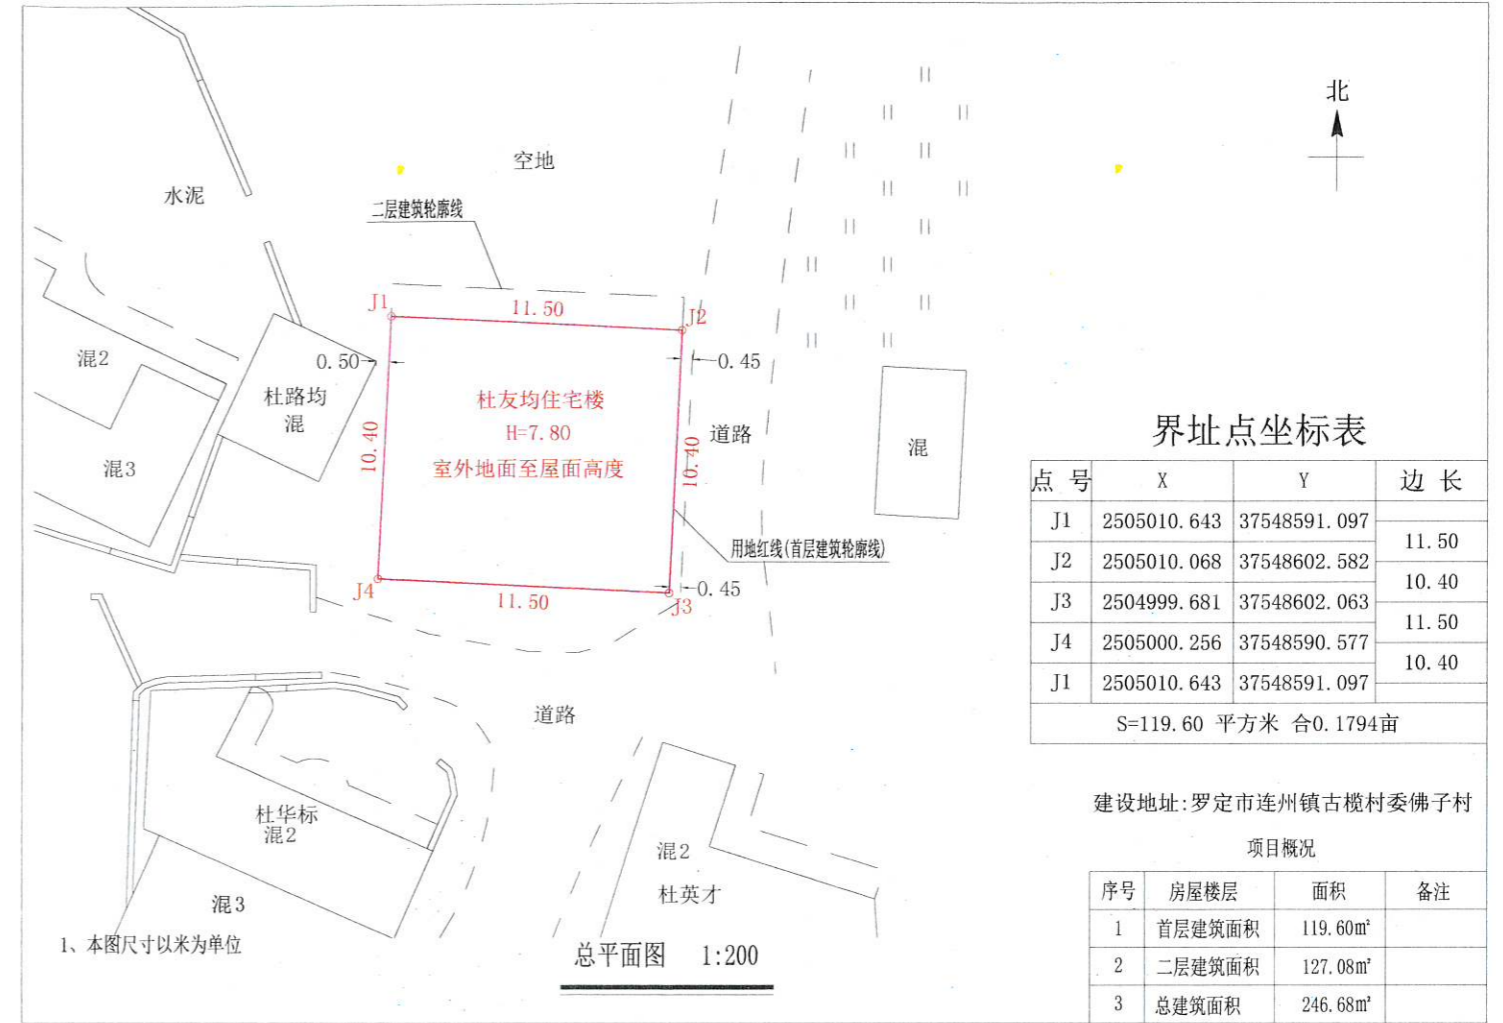 北
空地
水泥
二层建筑轮廓线
J1
11.50
J2
0.50
0.45
混2
杜路均
混
杜友均住宅楼
H=7.80
室外地面至屋面高度
10.40
10.40
道路
混
混3
用地红线(首层建筑轮廓线)
J4
11.50
J3
0.45
道路
杜华标
混2
混3
混2
杜英才
1、本图尺寸以米为单位
总平面图 1:200
界址点坐标表
点 号 X Y 边 长
J1 2505010.643 37548591.097
11.50
J2 2505010.068 37548602.582
10.40
J3 2504999.681 37548602.063
11.50
J4 2505000.256 37548590.577
10.40
J1 2505010.643 37548591.097
S=119.60 平方米 合0.1794亩
建设地址:罗定市连州镇古榄村委佛子村
项目概况
序号 房屋楼层 面积 备注
1 首层建筑面积 119.60m²
2 二层建筑面积 127.08m²
3 总建筑面积 246.68m²